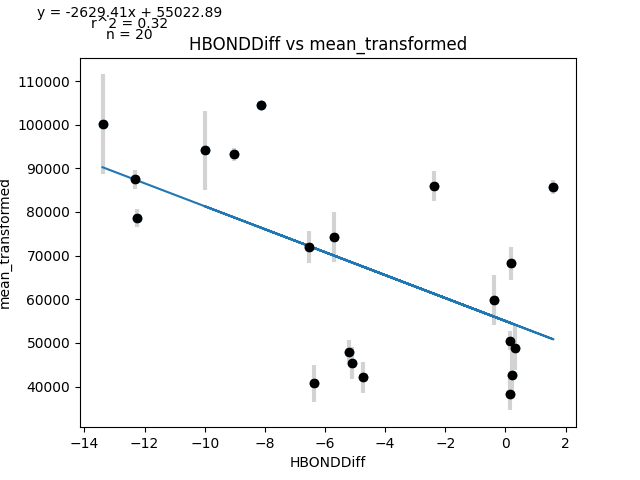 y = -2629.41x + 55022.89
r^2 = 0.32
n = 20
HBONDDiff vs mean_transformed
110000
100000
90000
80000
70000
60000
50000
40000
mean_transformed
−14
−12
−10
−8
−6
−4
−2
0
2
HBONDDiff